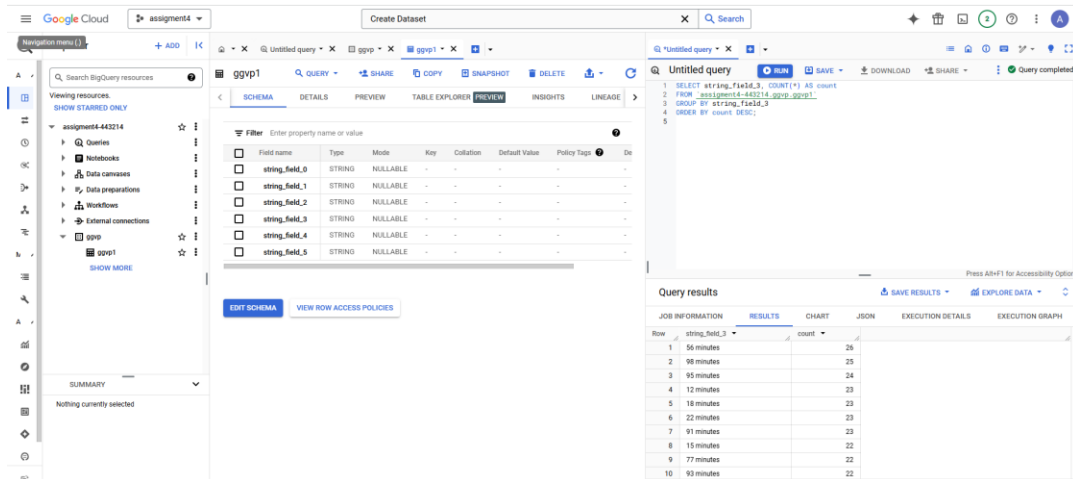 Google Cloud
assigment4
Create Dataset
Search
2
A
Navigation menu (.)
+ ADD
Untitled query
ggvp
ggvp1
*Untitled query
Search BigQuery resources
Viewing resources.
SHOW STARRED ONLY
assigment4-443214
Queries
Notebooks
Data canvases
Data preparations
Workflows
External connections
ggvp
ggvp1
SHOW MORE
SUMMARY
Nothing currently selected
ggvp1
QUERY
SHARE
COPY
SNAPSHOT
DELETE
SCHEMA
DETAILS
PREVIEW
TABLE EXPLORER PREVIEW
INSIGHTS
LINEAGE
Filter Enter property name or value
Field name Type Mode Key Collation Default Value Policy Tags De
string_field_0 STRING NULLABLE - - - - -
string_field_1 STRING NULLABLE - - - - -
string_field_2 STRING NULLABLE - - - - -
string_field_3 STRING NULLABLE - - - - -
string_field_4 STRING NULLABLE - - - - -
string_field_5 STRING NULLABLE - - - - -
EDIT SCHEMA
VIEW ROW ACCESS POLICIES
Untitled query
RUN
SAVE
DOWNLOAD
SHARE
Query completed
1 SELECT string_field_3, COUNT(*) AS count
2 FROM `assigment4-443214.ggvp.ggvp1`
3 GROUP BY string_field_3
4 ORDER BY count DESC;
5
Press Alt+F1 for Accessibility Option
Query results
SAVE RESULTS
EXPLORE DATA
JOB INFORMATION
RESULTS
CHART
JSON
EXECUTION DETAILS
EXECUTION GRAPH
Row string_field_3 count
1 56 minutes 26
2 98 minutes 25
3 95 minutes 24
4 12 minutes 23
5 18 minutes 23
6 22 minutes 23
7 91 minutes 23
8 15 minutes 22
9 77 minutes 22
10 93 minutes 22